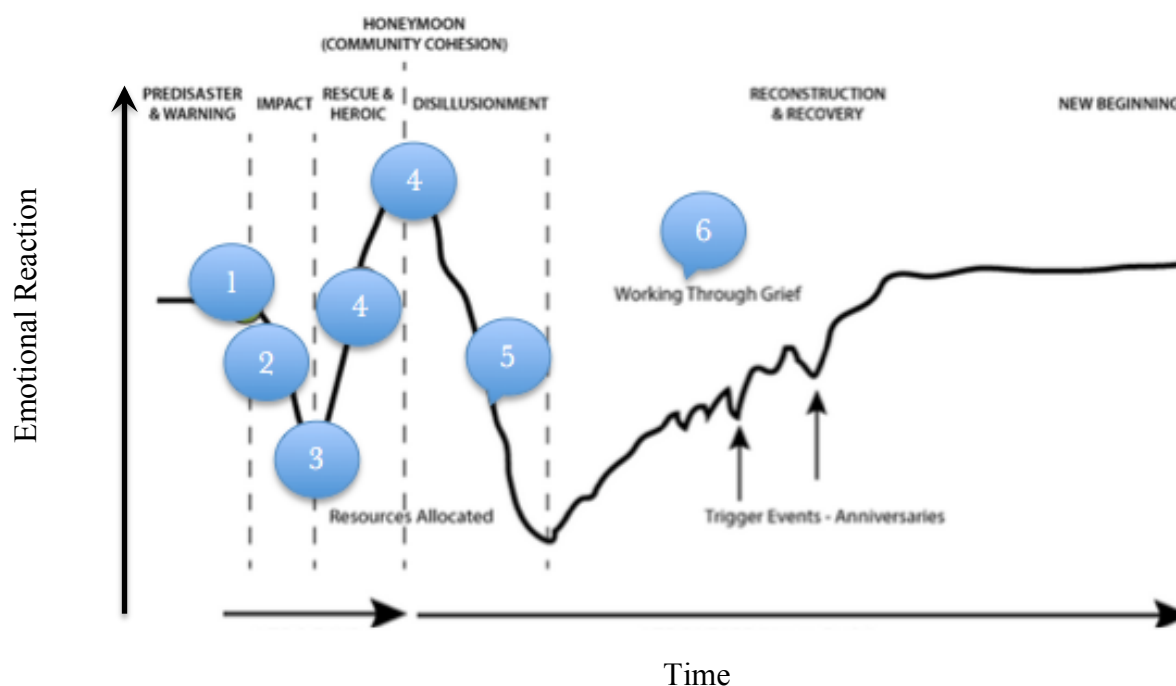 HONEYMOON
(COMMUNITY COHESION)
PREDISASTER
& WARNING
IMPACT
RESCUE &
HEROIC
DISILLUSIONMENT
RECONSTRUCTION
& RECOVERY
NEW BEGINNING
Emotional Reaction
4
6
1
4
Working Through Grief
2
5
3
Resources Allocated
Trigger Events - Anniversaries
Time